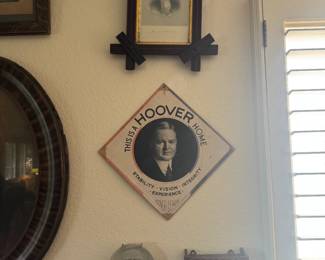 THIS IS A HOOVER HOME
STABILITY - VISION - INTEGRITY
- EXPERIENCE -